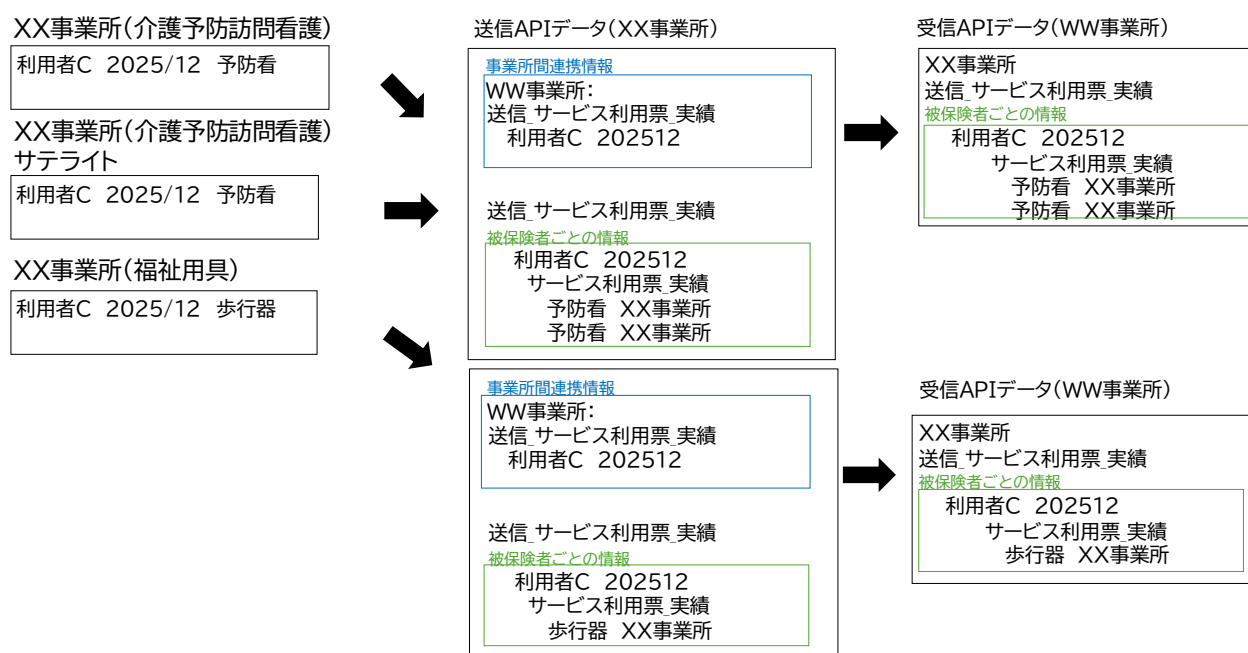 XX事業所(介護予防訪問看護)
利用者C 2025/12 予防看
XX事業所(介護予防訪問看護)
サテライト
利用者C 2025/12 予防看
XX事業所(福祉用具)
利用者C 2025/12 歩行器
送信APIデータ(XX事業所)
事業所間連携情報
WW事業所:
送信_サービス利用票_実績
利用者C 202512
送信_サービス利用票_実績
被保険者ごとの情報
利用者C 202512
サービス利用票_実績
予防看 XX事業所
予防看 XX事業所
事業所間連携情報
WW事業所:
送信_サービス利用票_実績
利用者C 202512
送信_サービス利用票_実績
被保険者ごとの情報
利用者C 202512
サービス利用票_実績
歩行器 XX事業所
受信APIデータ(WW事業所)
XX事業所
送信_サービス利用票_実績
被保険者ごとの情報
利用者C 202512
サービス利用票_実績
予防看 XX事業所
予防看 XX事業所
受信APIデータ(WW事業所)
XX事業所
送信_サービス利用票_実績
被保険者ごとの情報
利用者C 202512
サービス利用票_実績
歩行器 XX事業所